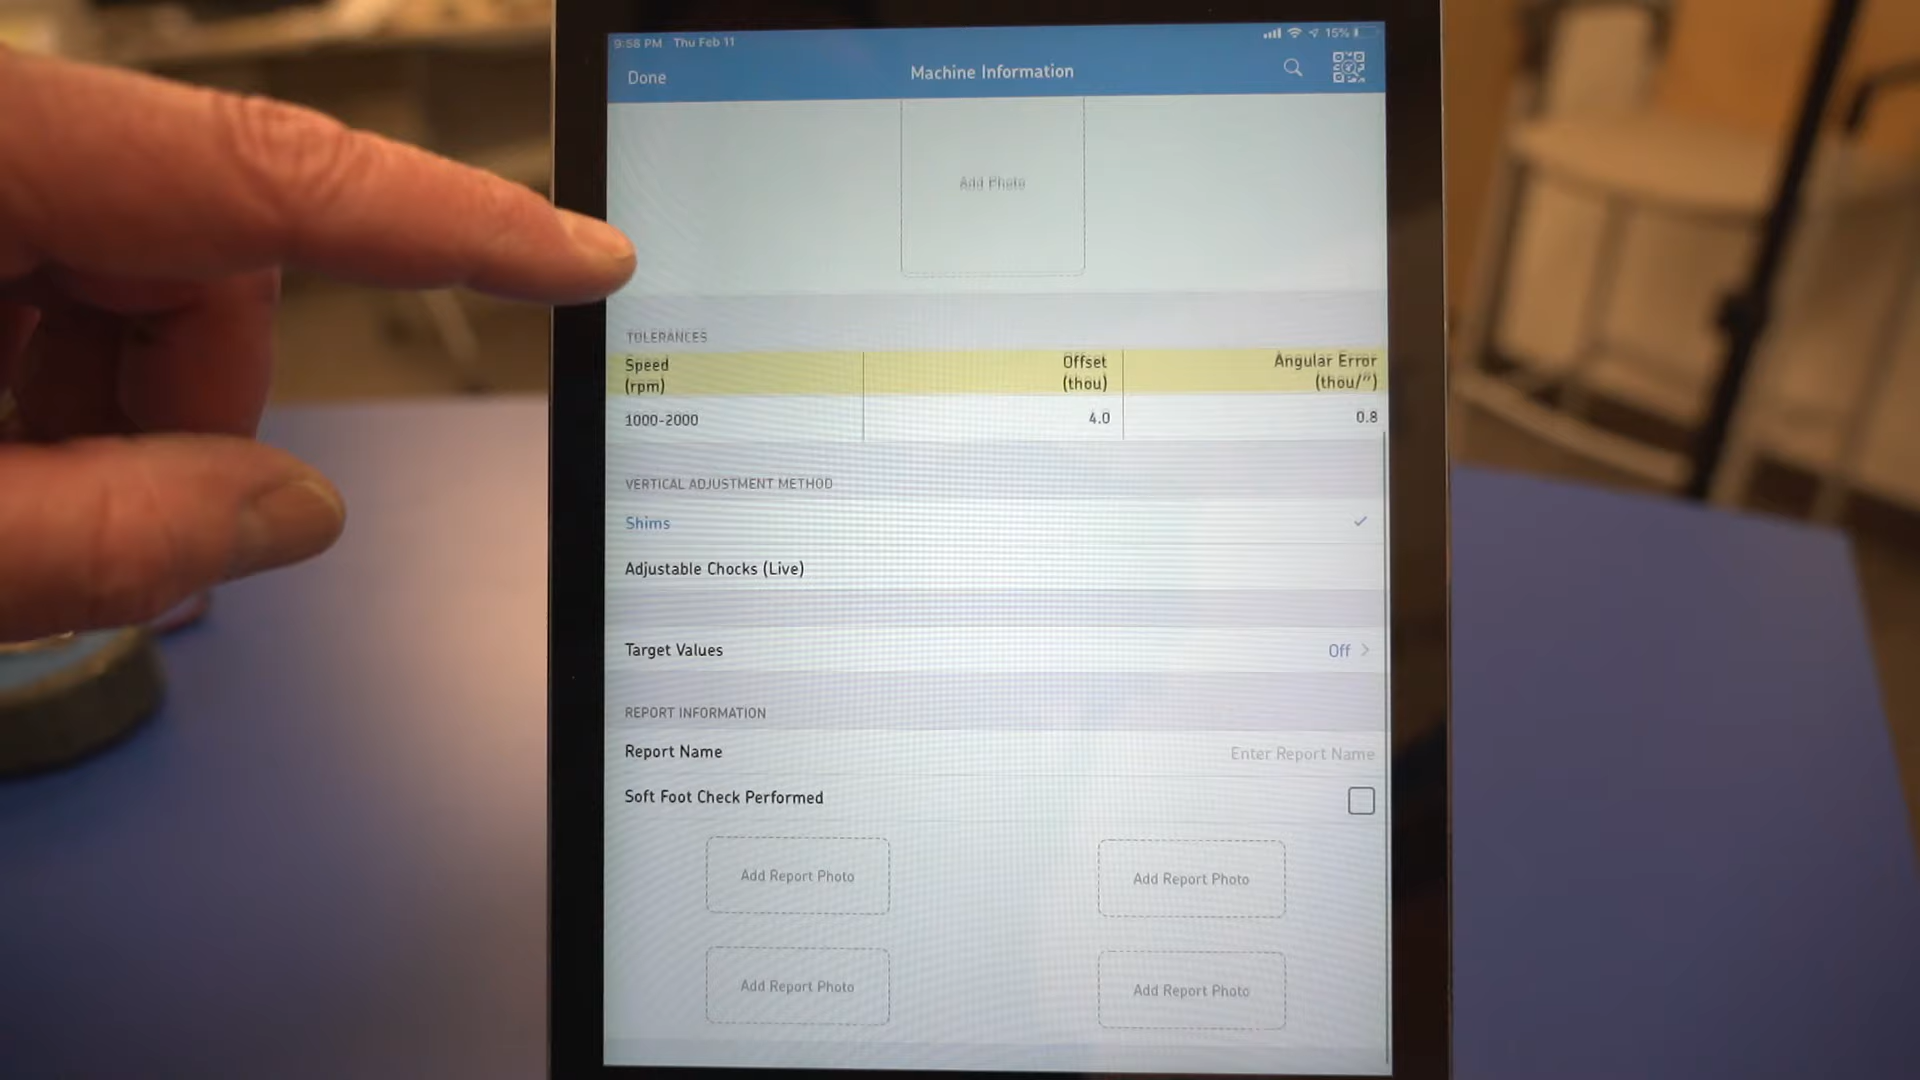 9:58 PM Thu Feb 11
15%
Done
Machine Information
Add Photo
TOLERANCES
Speed (rpm)
Offset (thou)
Angular Error (thou/")
1000-2000
4.0
0.8
VERTICAL ADJUSTMENT METHOD
Shims
Adjustable Chocks (Live)
Target Values
Off
REPORT INFORMATION
Report Name
Enter Report Name
Soft Foot Check Performed
Add Report Photo
Add Report Photo
Add Report Photo
Add Report Photo